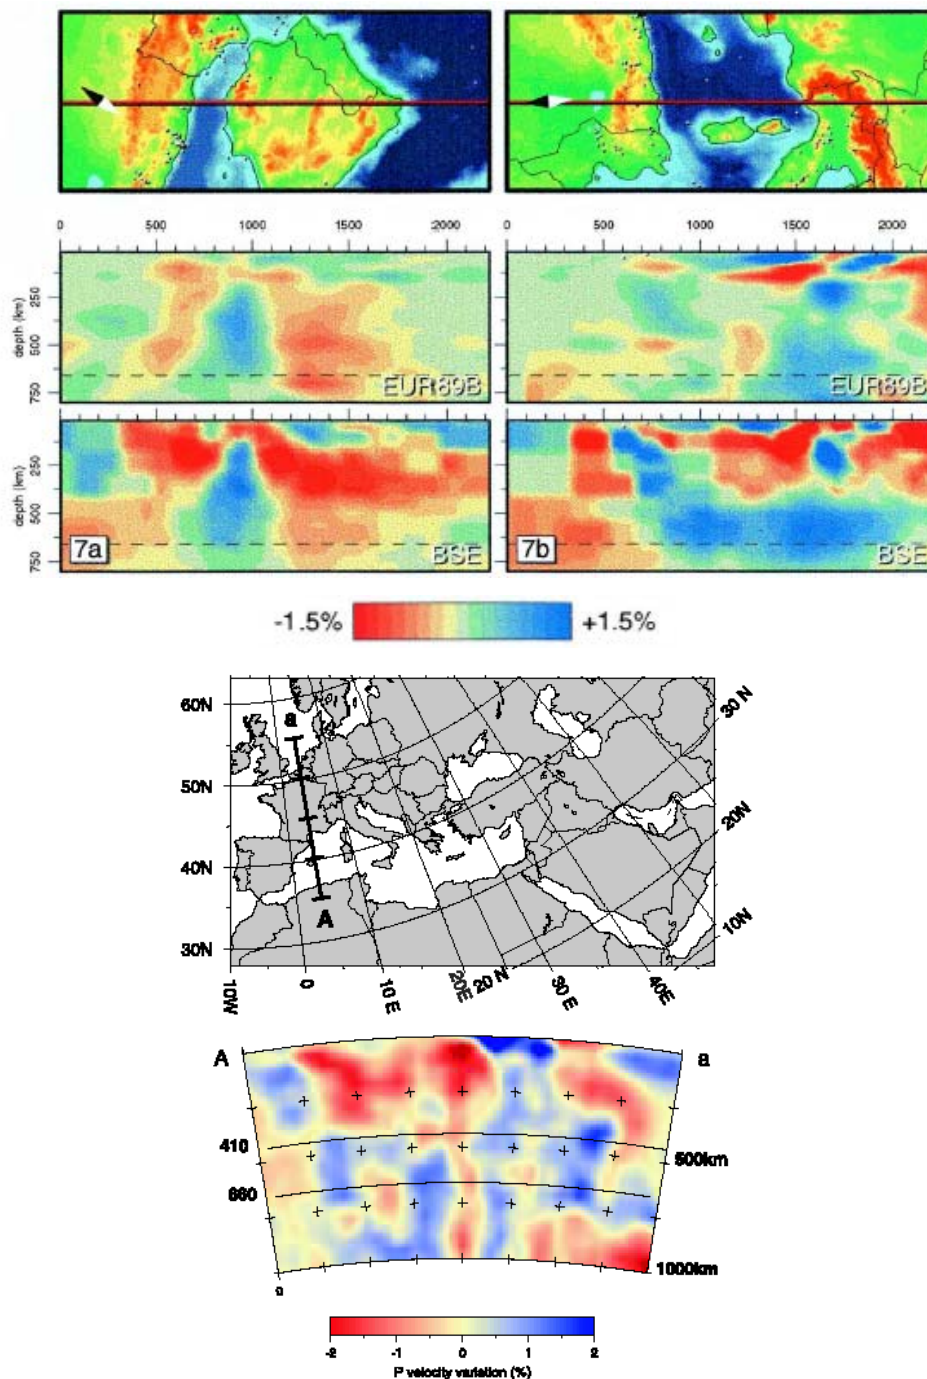 0 500 1000 1500 2000
0 500 1000 1500 2000
depth (km)
250
500
750
EUR89B
EUR89B
depth (km)
250
500
750
7a
BSE
7b
BSE
-1.5%
+1.5%
60N
50N
40N
30N
a
A
30 N
20N
10N
10W
0
10 E
20E
20 N
30 E
40E
A
a
410
660
500km
1000km
0
-2 -1 0 1 2
P velocity variation (%)